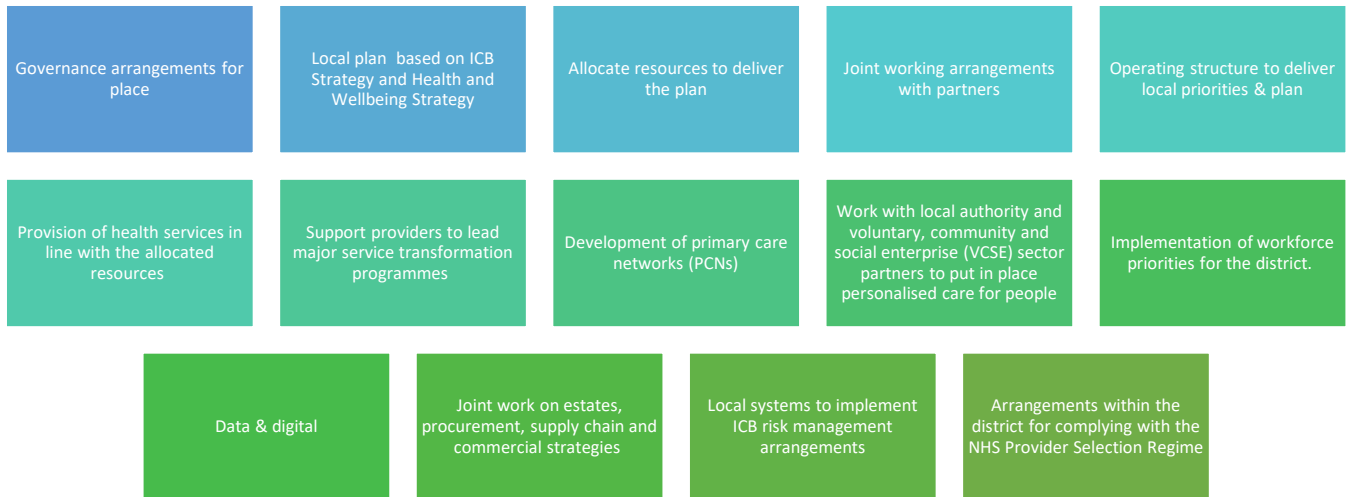 Governance arrangements for
place
Local plan  based on ICB
Strategy and Health and
Wellbeing Strategy
Allocate resources to deliver
the plan
Joint working arrangements
with partners
Operating structure to deliver
local priorities & plan
Provision of health services in
line with the allocated
resources
Support providers to lead
major service transformation
programmes
Development of primary care
networks (PCNs)
Work with local authority and
voluntary, community and
social enterprise (VCSE) sector
partners to put in place
personalised care for people
Implementation of workforce
priorities for the district.
Data & digital
Joint work on estates,
procurement, supply chain and
commercial strategies
Local systems to implement
ICB risk management
arrangements
Arrangements within the
district for complying with the
NHS Provider Selection Regime